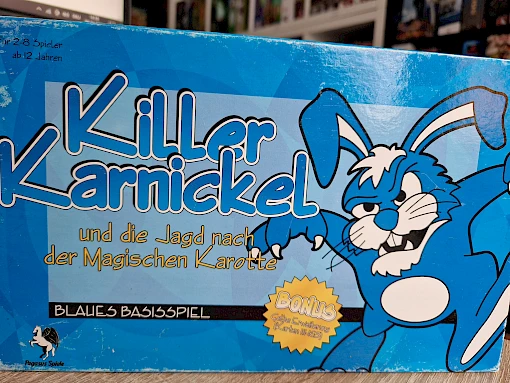 für 2-8 Spieler
ab 12 Jahren
Killer
Karnickel
und die Jagd nach
der Magischen Karotte
BLAUES BASISSPIEL
BONUS
Pegasus Spiele